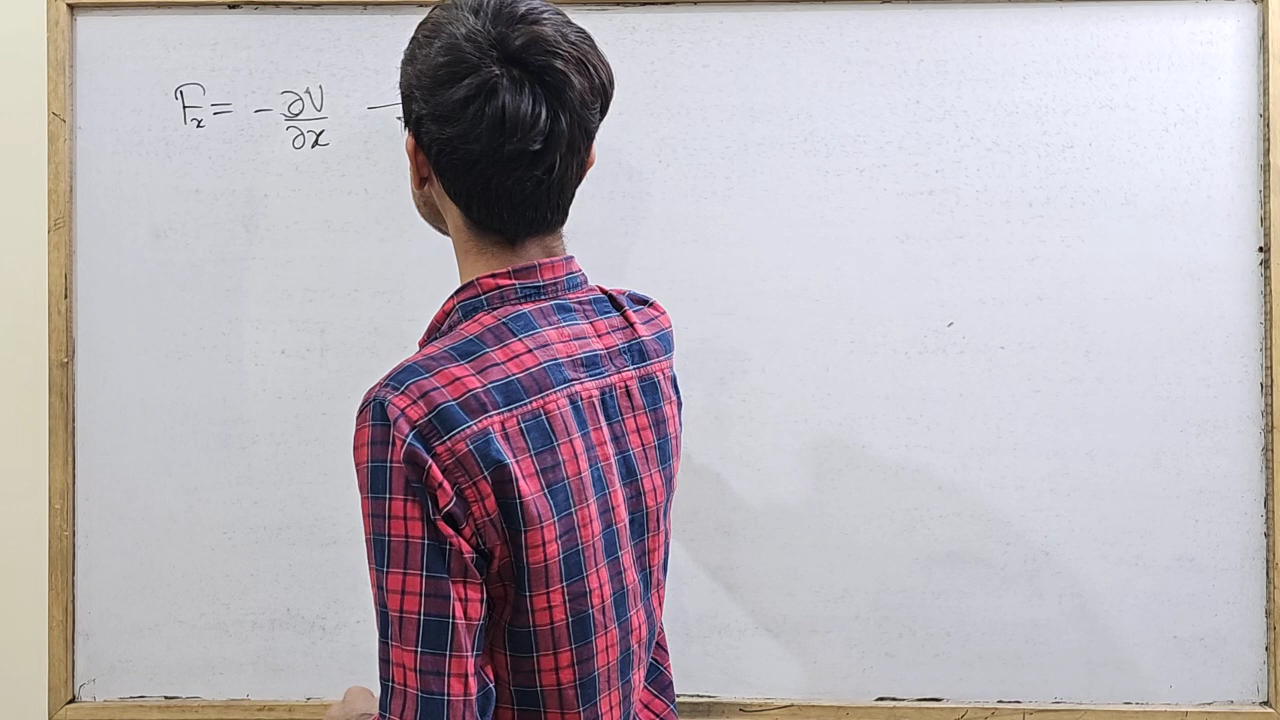 Fₓ = - ∂V/∂x —